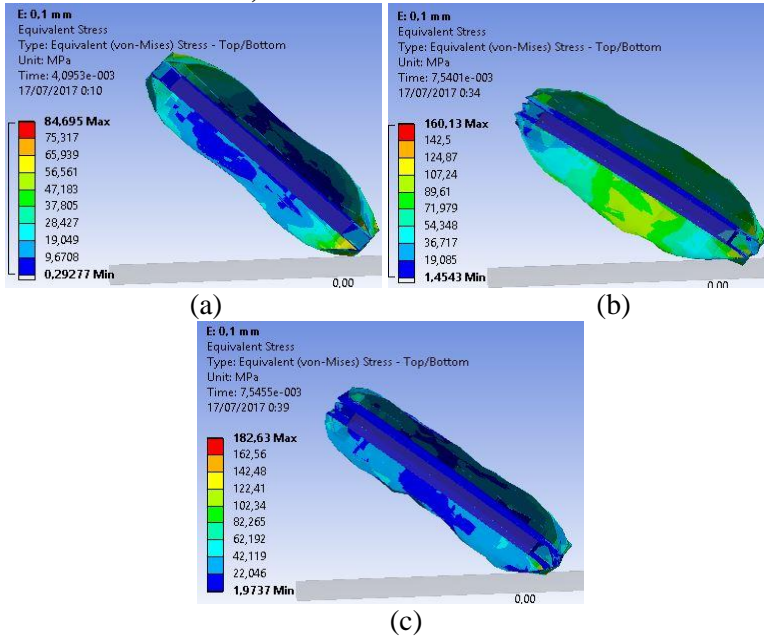 E: 0,1 mm
Equivalent Stress
Type: Equivalent (von-Mises) Stress - Top/Bottom
Unit: MPa
Time: 4,0953e-003
17/07/2017 0:10
84,695 Max
75,317
65,939
56,561
47,183
37,805
28,427
19,049
9,6708
0,29277 Min
0,00
(a)
E: 0,1 mm
Equivalent Stress
Type: Equivalent (von-Mises) Stress - Top/Bottom
Unit: MPa
Time: 7,5401e-003
17/07/2017 0:34
160,13 Max
142,5
124,87
107,24
89,61
71,979
54,348
36,717
19,085
1,4543 Min
0.00
(b)
E: 0,1 mm
Equivalent Stress
Type: Equivalent (von-Mises) Stress - Top/Bottom
Unit: MPa
Time: 7,5455e-003
17/07/2017 0:39
182,63 Max
162,56
142,48
122,41
102,34
82,265
62,192
42,119
22,046
1,9737 Min
0.00
(c)